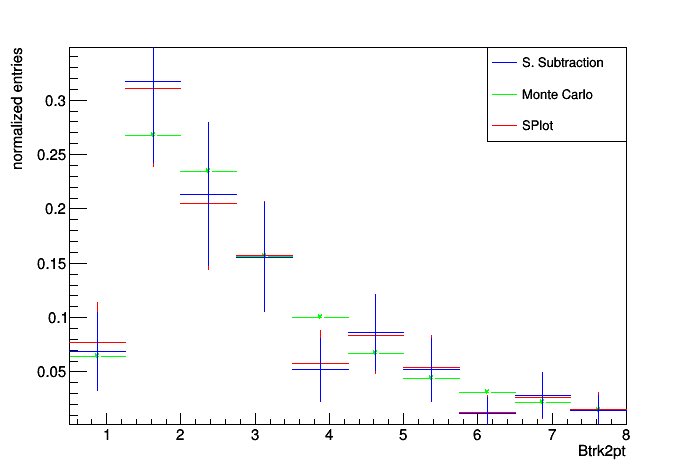 normalized entries
S. Subtraction
Monte Carlo
SPlot
0.3
0.25
0.2
0.15
0.1
0.05
1 2 3 4 5 6 7 8
Btrk2pt